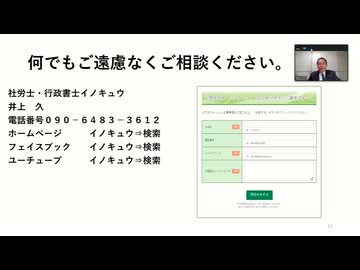 何でもご遠慮なくご相談ください。
社労士・行政書士イノキュウ
井上　久
電話番号０９０－６４８３－３６１２
ホームページ　　イノキュウ⇒検索
フェイスブック　　イノキュウ⇒検索
ユーチューブ　　イノキュウ⇒検索